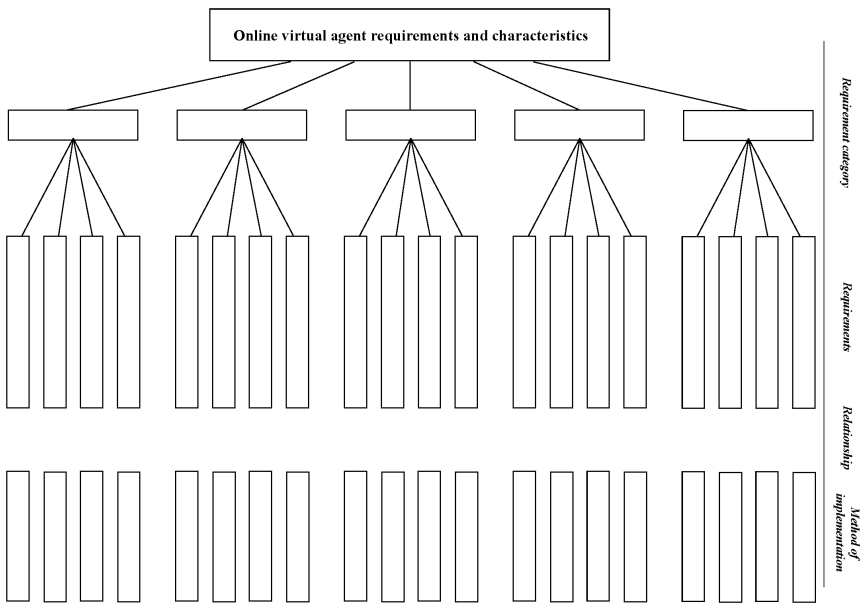 Online virtual agent requirements and characteristics
Requirement category
Requirements
Relationship
Method of
implementation